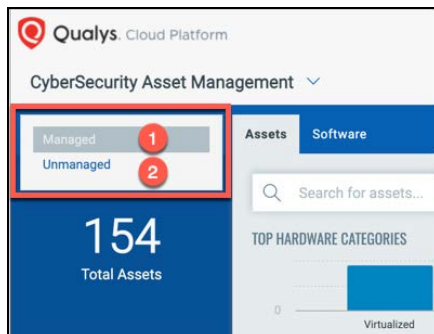 Qualys. Cloud Platform
CyberSecurity Asset Management
Managed 1
Unmanaged 2
Assets Software
Search for assets...
154
Total Assets
TOP HARDWARE CATEGORIES
0
Virtualized